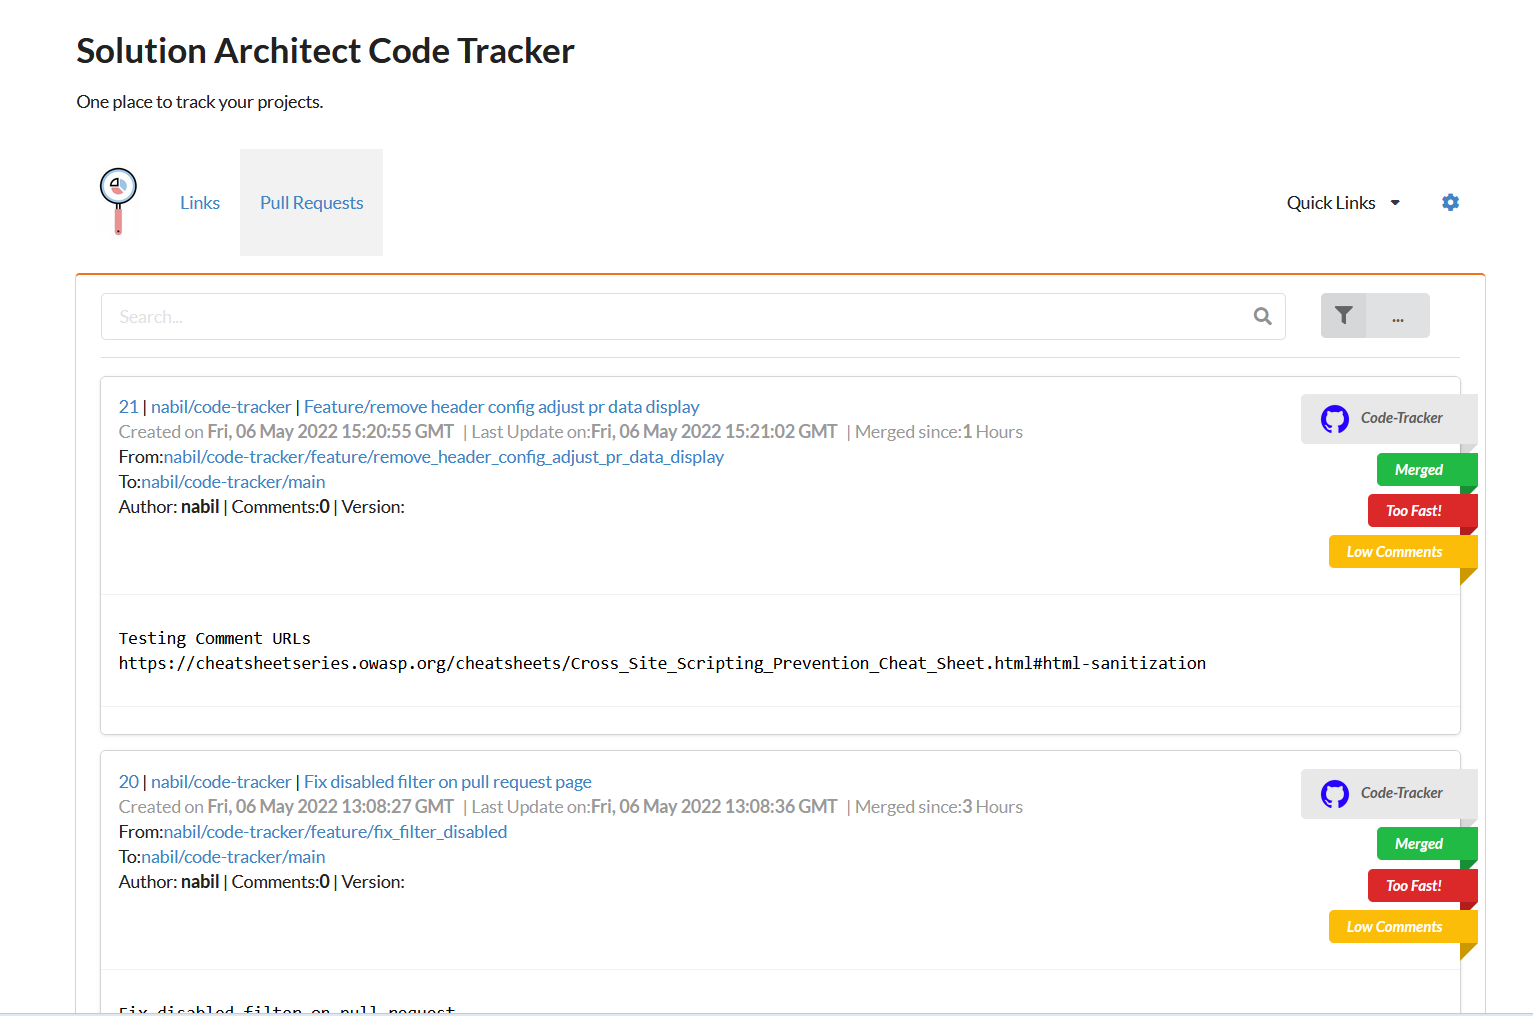 Solution Architect Code Tracker
One place to track your projects.
Links
Pull Requests
Quick Links
Search...
...
21 | nabil/code-tracker | Feature/remove header config adjust pr data display
Created on Fri, 06 May 2022 15:20:55 GMT | Last Update on:Fri, 06 May 2022 15:21:02 GMT | Merged since:1 Hours
From:nabil/code-tracker/feature/remove_header_config_adjust_pr_data_display
To:nabil/code-tracker/main
Author: nabil | Comments:0 | Version:
Code-Tracker
Merged
Too Fast!
Low Comments
Testing Comment URLs
https://cheatsheetseries.owasp.org/cheatsheets/Cross_Site_Scripting_Prevention_Cheat_Sheet.html#html-sanitization
20 | nabil/code-tracker | Fix disabled filter on pull request page
Created on Fri, 06 May 2022 13:08:27 GMT | Last Update on:Fri, 06 May 2022 13:08:36 GMT | Merged since:3 Hours
From:nabil/code-tracker/feature/fix_filter_disabled
To:nabil/code-tracker/main
Author: nabil | Comments:0 | Version:
Code-Tracker
Merged
Too Fast!
Low Comments
Fix disabled filter on pull request